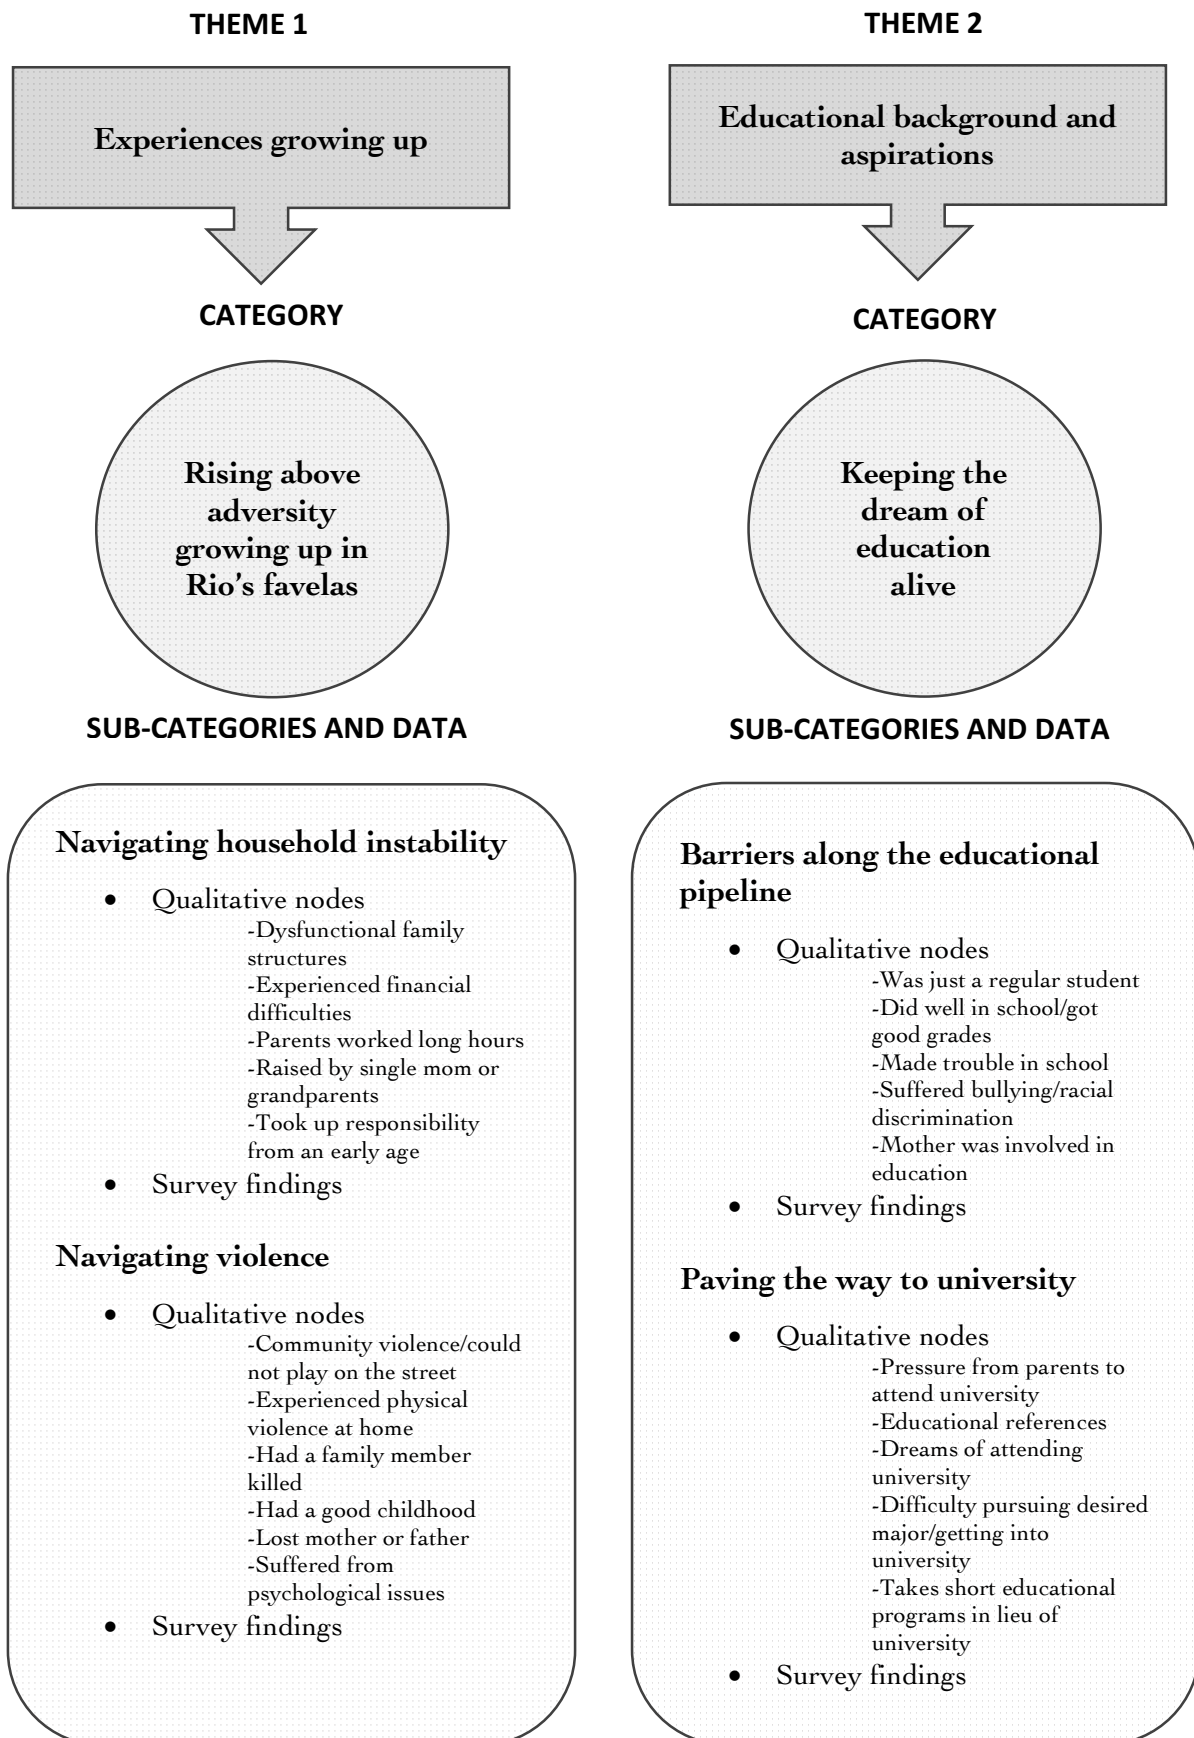 THEME 1
Experiences growing up
CATEGORY
Rising above
adversity
growing up in
Rio's favelas
SUB-CATEGORIES AND DATA
Navigating household instability
• Qualitative nodes
-Dysfunctional family
structures
-Experienced financial
difficulties
-Parents worked long hours
-Raised by single mom or
grandparents
-Took up responsibility
from an early age
• Survey findings
Navigating violence
• Qualitative nodes
-Community violence/could
not play on the street
-Experienced physical
violence at home
-Had a family member
killed
-Had a good childhood
-Lost mother or father
-Suffered from
psychological issues
• Survey findings
THEME 2
Educational background and
aspirations
CATEGORY
Keeping the
dream of
education
alive
SUB-CATEGORIES AND DATA
Barriers along the educational
pipeline
• Qualitative nodes
-Was just a regular student
-Did well in school/got
good grades
-Made trouble in school
-Suffered bullying/racial
discrimination
-Mother was involved in
education
• Survey findings
Paving the way to university
• Qualitative nodes
-Pressure from parents to
attend university
-Educational references
-Dreams of attending
university
-Difficulty pursuing desired
major/getting into
university
-Takes short educational
programs in lieu of
university
• Survey findings